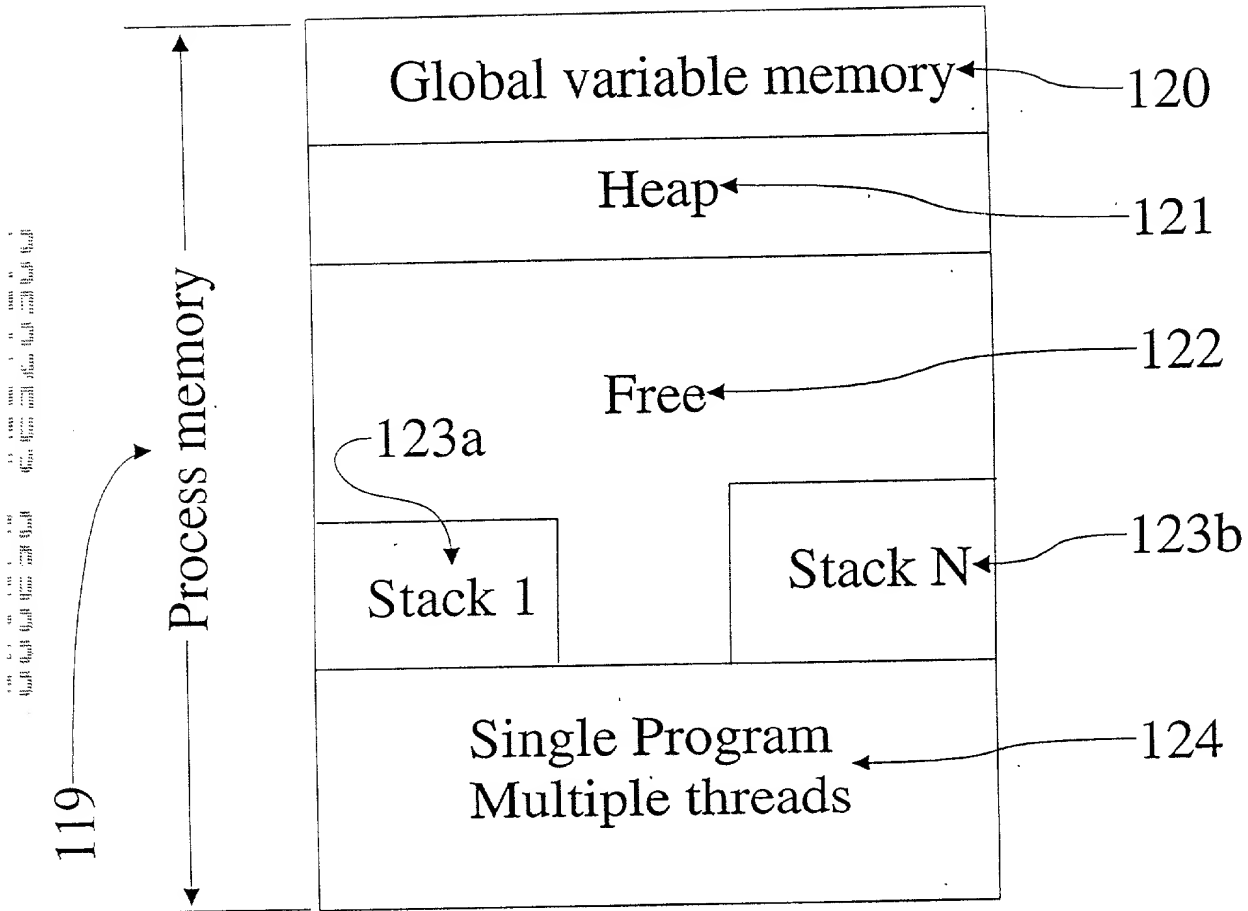 Global variable memory
120
Heap
121
Free
122
123a
Stack 1
Stack N
123b
Single Program
Multiple threads
124
Process memory
119